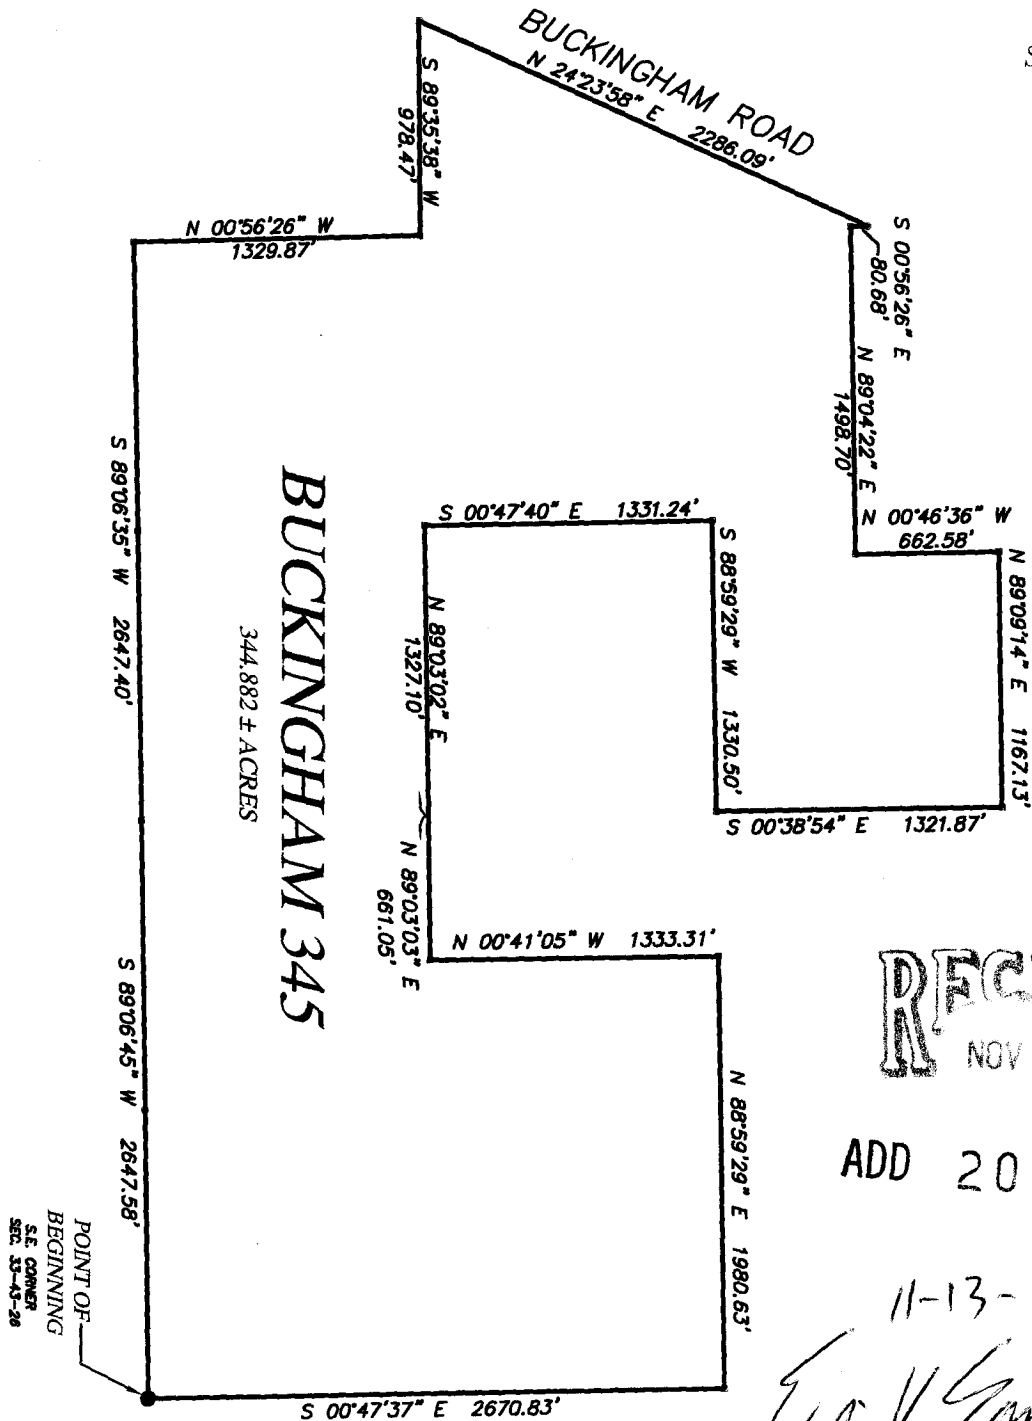 BUCKINGHAM ROAD
N 24°23'58" E 2286.09'
S 89°35'38" W
978.47'
N 00°56'26" W
1329.87'
S 00°56'26" E
80.68'
N 89°04'22" E
1498.70'
N 00°46'36" W
662.58'
N 89°09'14" E 1167.13'
S 00°38'54" E 1321.87'
S 88°59'29" W 1330.50'
S 00°47'40" E 1331.24'
N 89°03'02" E
1327.10'
N 89°03'03" E
661.05'
N 00°41'05" W 1333.31'
N 88°59'29" E 1980.63'
S 00°47'37" E 2670.83'
BUCKINGHAM 345
344.882 ± ACRES
S 89°06'35" W 2647.40'
S 89°06'45" W 2647.58'
POINT OF
BEGINNING
S.E. CORNER
SEC. 33-43-26
REC
NOV
ADD 20
11-13-